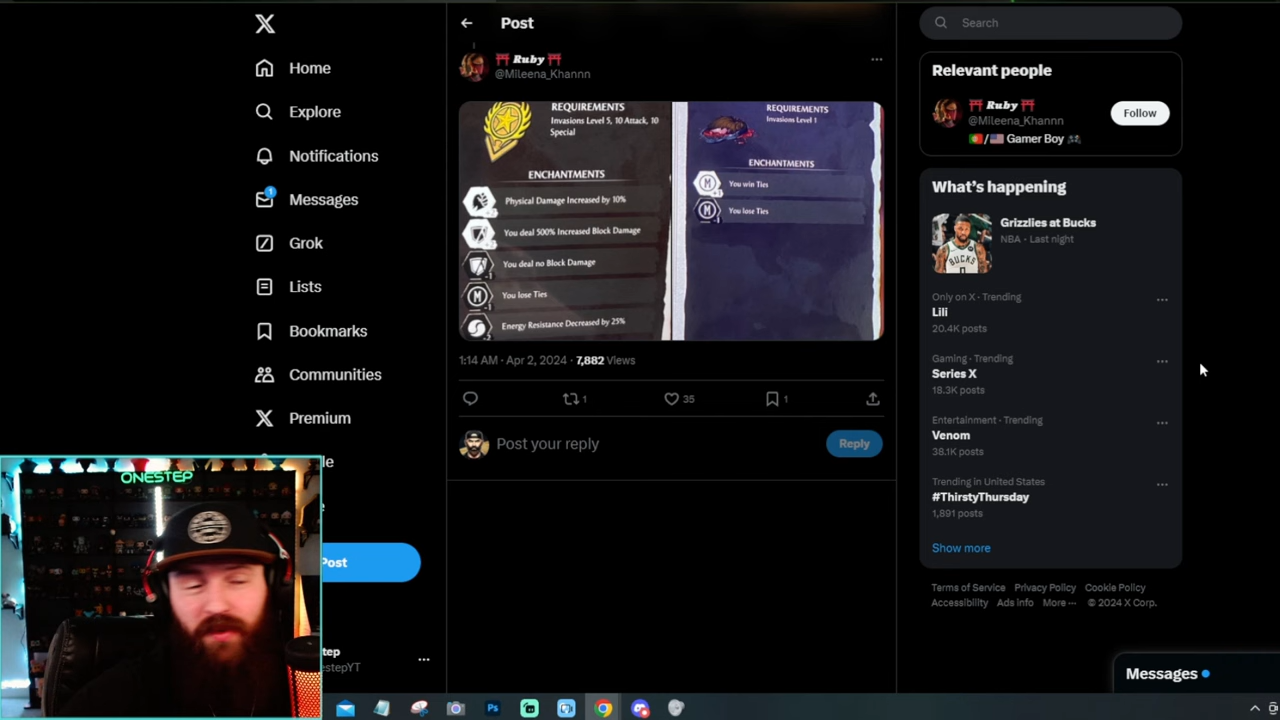 Post
Search
Ruby
@Mileena_Khannn
Relevant people
Ruby
@Mileena_Khannn
Gamer Boy
Follow
Home
Explore
Notifications
1
Messages
Grok
Lists
Bookmarks
Communities
Premium
Post
REQUIREMENTS
Invasions Level 5, 10 Attack, 10
Special
ENCHANTMENTS
Physical Damage Increased by 10%
You deal 500% Increased Block Damage
You deal no Block Damage
You lose Ties
Energy Resistance Decreased by 25%
REQUIREMENTS
Invasions Level 1
ENCHANTMENTS
You win Ties
You lose Ties
1:14 AM · Apr 2, 2024 · 7,882 Views
1
35
1
Post your reply
Reply
What's happening
Grizzlies at Bucks
NBA · Last night
BUCKS
Only on X · Trending
Lili
20.4K posts
Gaming · Trending
Series X
18.3K posts
Entertainment · Trending
Venom
38.1K posts
Trending in United States
#ThirstyThursday
1,891 posts
Show more
Terms of Service Privacy Policy Cookie Policy
Accessibility Ads info More ··· © 2024 X Corp.
Messages
ONESTEP
tep
estepYT
Ps